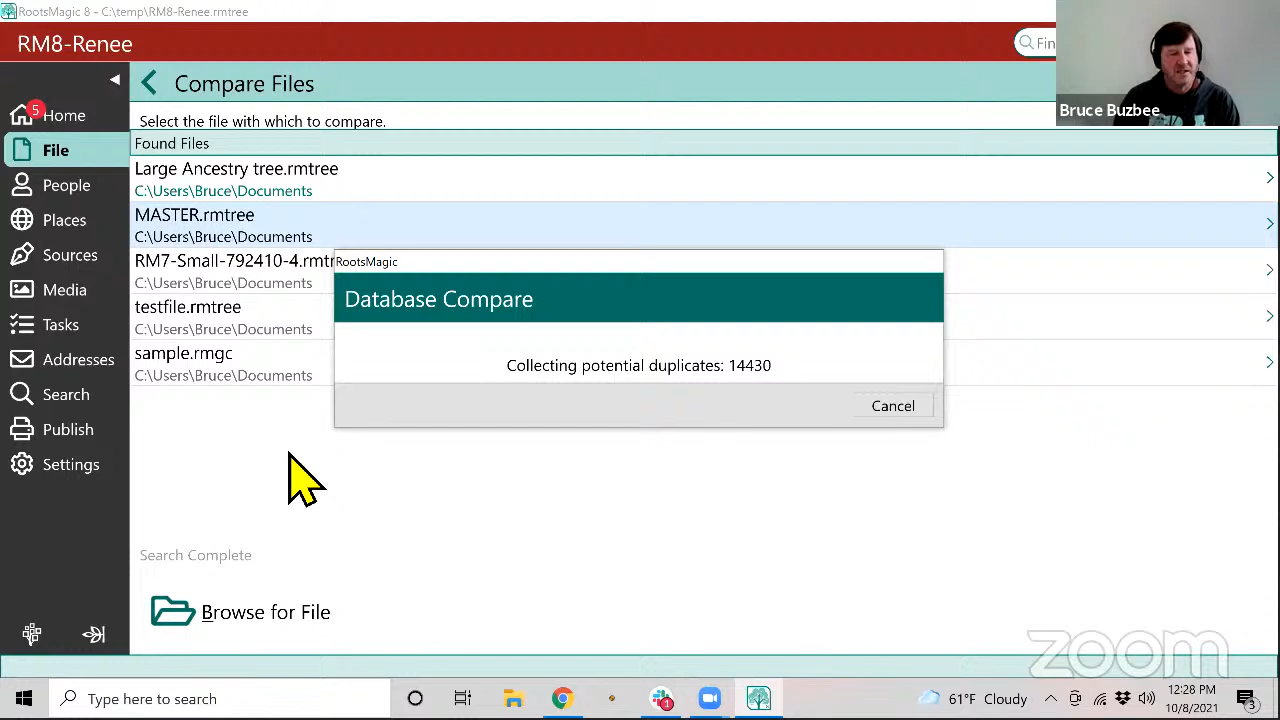 RootsMagic 8 - C:\temp\RM8-Renee.rmtree
RM8-Renee
Fin
Bruce Buzbee
Compare Files
Select the file with which to compare.
5
Home
File
People
Places
Sources
Media
Tasks
Addresses
Search
Publish
Settings
Found Files
Large Ancestry tree.rmtree
C:\Users\Bruce\Documents
MASTER.rmtree
C:\Users\Bruce\Documents
RM7-Small-792410-4.rmtr
C:\Users\Bruce\Documents
testfile.rmtree
C:\Users\Bruce\Documents
sample.rmgc
C:\Users\Bruce\Documents
RootsMagic
Database Compare
Collecting potential duplicates: 14430
Cancel
Search Complete
Browse for File
zoom
Type here to search
1
61°F Cloudy
12:28 PM
10/8/2021
3